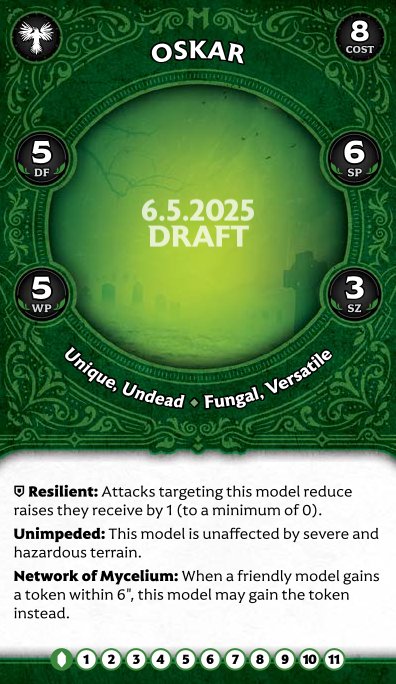 OSKAR
8
COST
5
DF
6
SP
6.5.2025
DRAFT
5
WP
3
SZ
Unique, Undead ◆ Fungal, Versatile
Resilient: Attacks targeting this model reduce
raises they receive by 1 (to a minimum of 0).
Unimpeded: This model is unaffected by severe and
hazardous terrain.
Network of Mycelium: When a friendly model gains
a token within 6", this model may gain the token
instead.
1 2 3 4 5 6 7 8 9 10 11